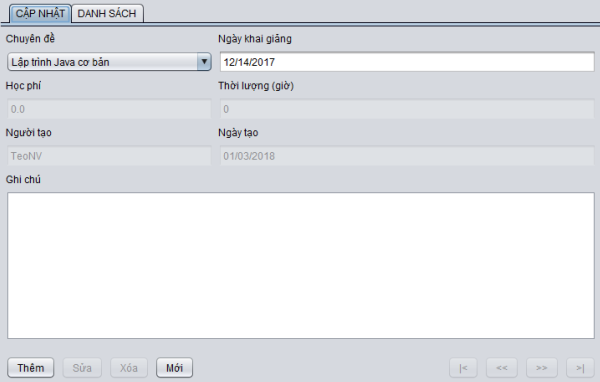 CẬP NHẬT DANH SÁCH
Chuyên đề Ngày khai giảng
Lập trình Java cơ bản 12/14/2017
Học phí Thời lượng (giờ)
0.0 0
Người tạo Ngày tạo
TeoNV 01/03/2018
Ghi chú
Thêm Sửa Xóa Mới |< << >> >|